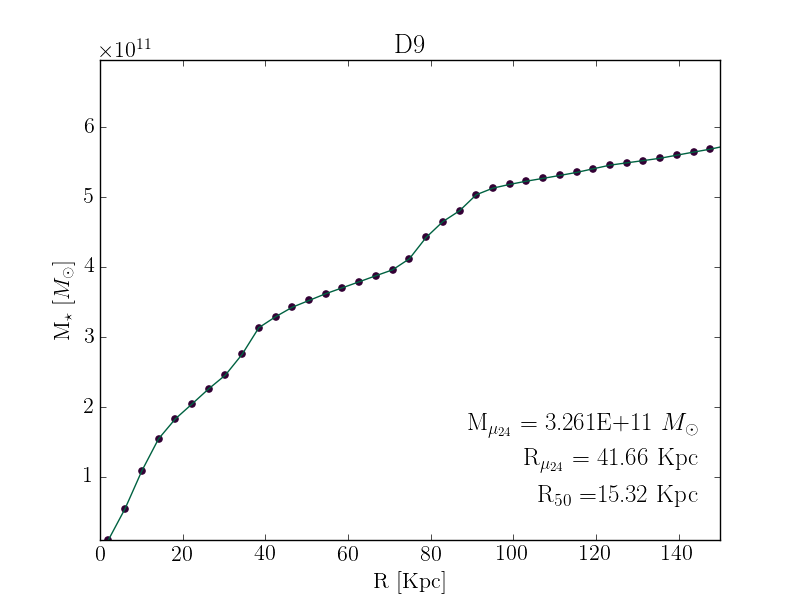 D9
×10¹¹
6
5
4
3
2
1
M⋆ [M⊙]
M_μ24 = 3.261E+11 M⊙
R_μ24 = 41.66 Kpc
R₅₀ =15.32 Kpc
0 20 40 60 80 100 120 140
R [Kpc]